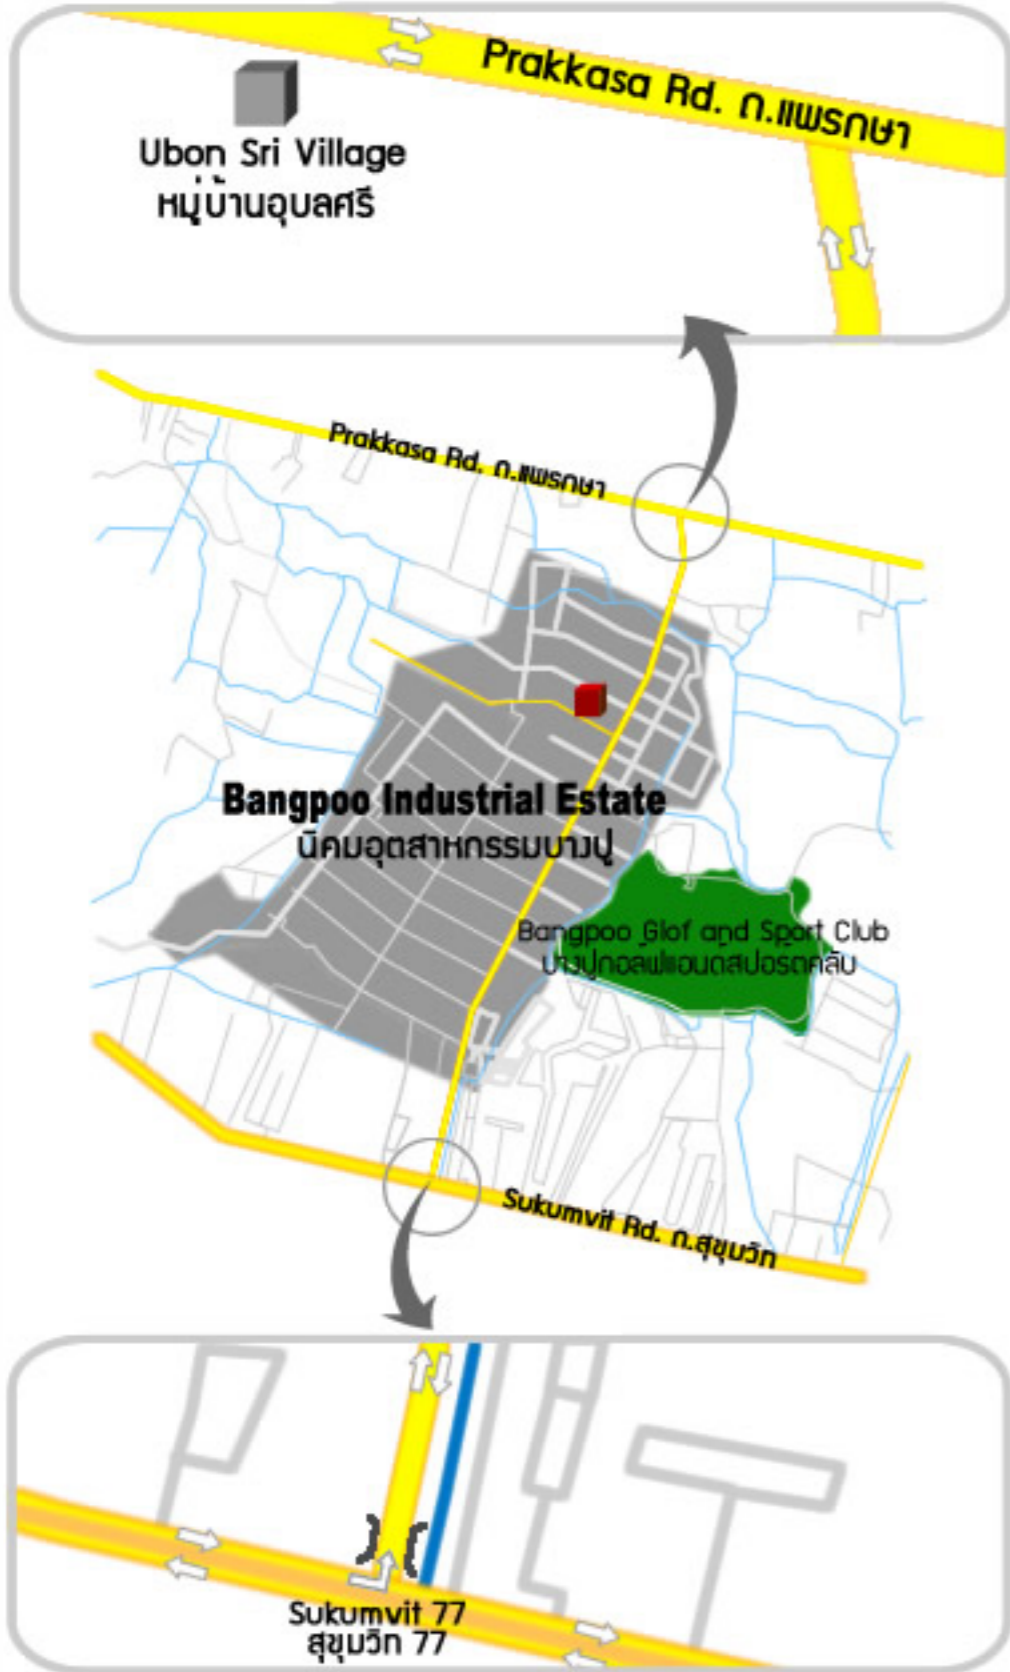 Prakkasa Rd. ถ.แพรกษา
Ubon Sri Village
หมู่บ้านอุบลศรี
Prakkasa Rd. ถ.แพรกษา
Bangpoo Industrial Estate
นิคมอุตสาหกรรมบางปู
Bangpoo Glof and Sport Club
บางปูกอล์ฟแอนด์สปอร์ตคลับ
Sukumvit Rd. ถ.สุขุมวิท
Sukumvit 77
สุขุมวิท 77